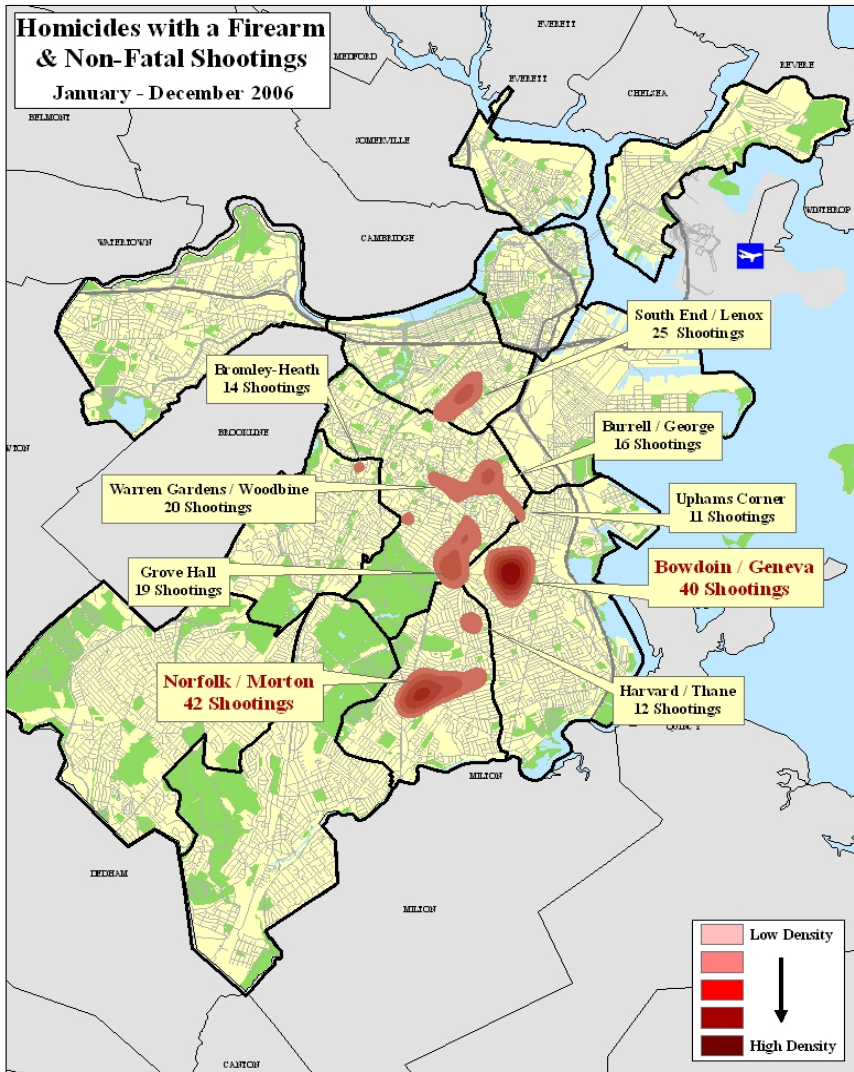 Homicides with a Firearm
& Non-Fatal Shootings
January - December 2006
EVERETT
MEDFORD
REVERE
EVERETT
CHELSEA
BELMONT
SOMERVILLE
WINTHROP
WATERTOWN
CAMBRIDGE
South End / Lenox
25 Shootings
Bromley-Heath
14 Shootings
BROOKLINE
Burrell / George
16 Shootings
Warren Gardens / Woodbine
20 Shootings
Uphams Corner
11 Shootings
Grove Hall
19 Shootings
Bowdoin / Geneva
40 Shootings
Norfolk / Morton
42 Shootings
Harvard / Thane
12 Shootings
MILTON
DEDHAM
MILTON
CANTON
Low Density
High Density